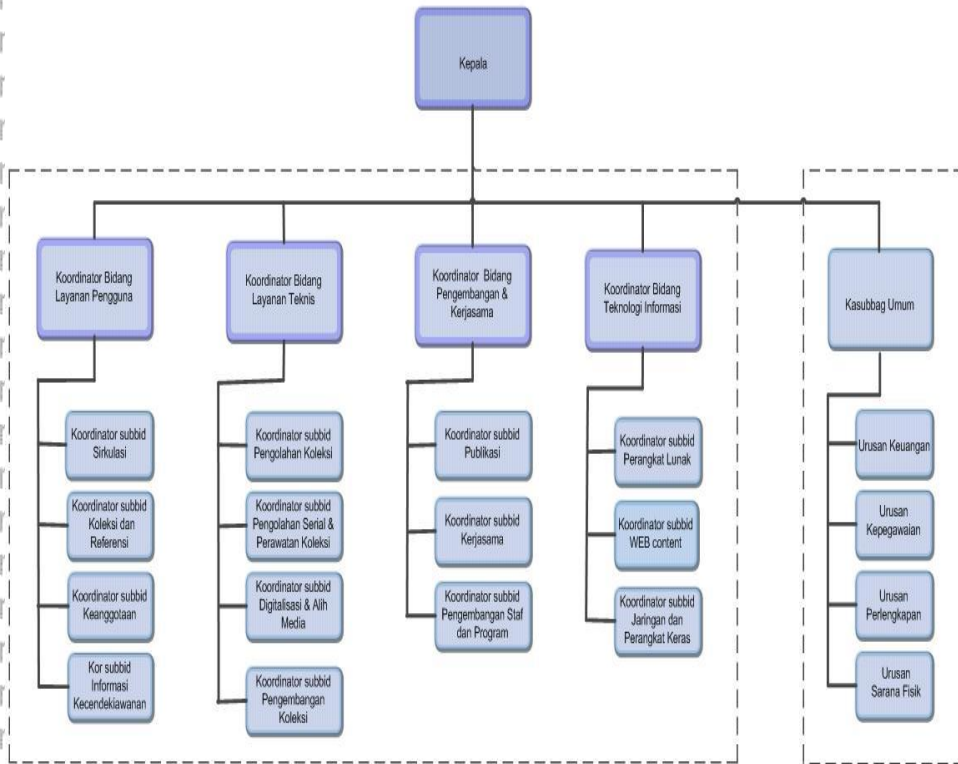 Kepala
Koordinator Bidang
Layanan Pengguna
Koordinator Bidang
Layanan Teknis
Koordinator Bidang
Pengembangan &
Kerjasama
Koordinator Bidang
Teknologi Informasi
Kasubbag Umum
Koordinator subbid
Sirkulasi
Koordinator subbid
Koleksi dan
Referensi
Koordinator subbid
Keanggotaan
Kor subbid
Informasi
Kecendekiawanan
Koordinator subbid
Pengolahan Koleksi
Koordinator subbid
Pengolahan Serial &
Perawatan Koleksi
Koordinator subbid
Digitalisasi & Alih
Media
Koordinator subbid
Pengembangan
Koleksi
Koordinator subbid
Publikasi
Koordinator subbid
Kerjasama
Koordinator subbid
Pengembangan Staf
dan Program
Koordinator subbid
Perangkat Lunak
Koordinator subbid
WEB content
Koordinator subbid
Jaringan dan
Perangkat Keras
Urusan Keuangan
Urusan
Kepegawaian
Urusan
Perlengkapan
Urusan
Sarana Fisik